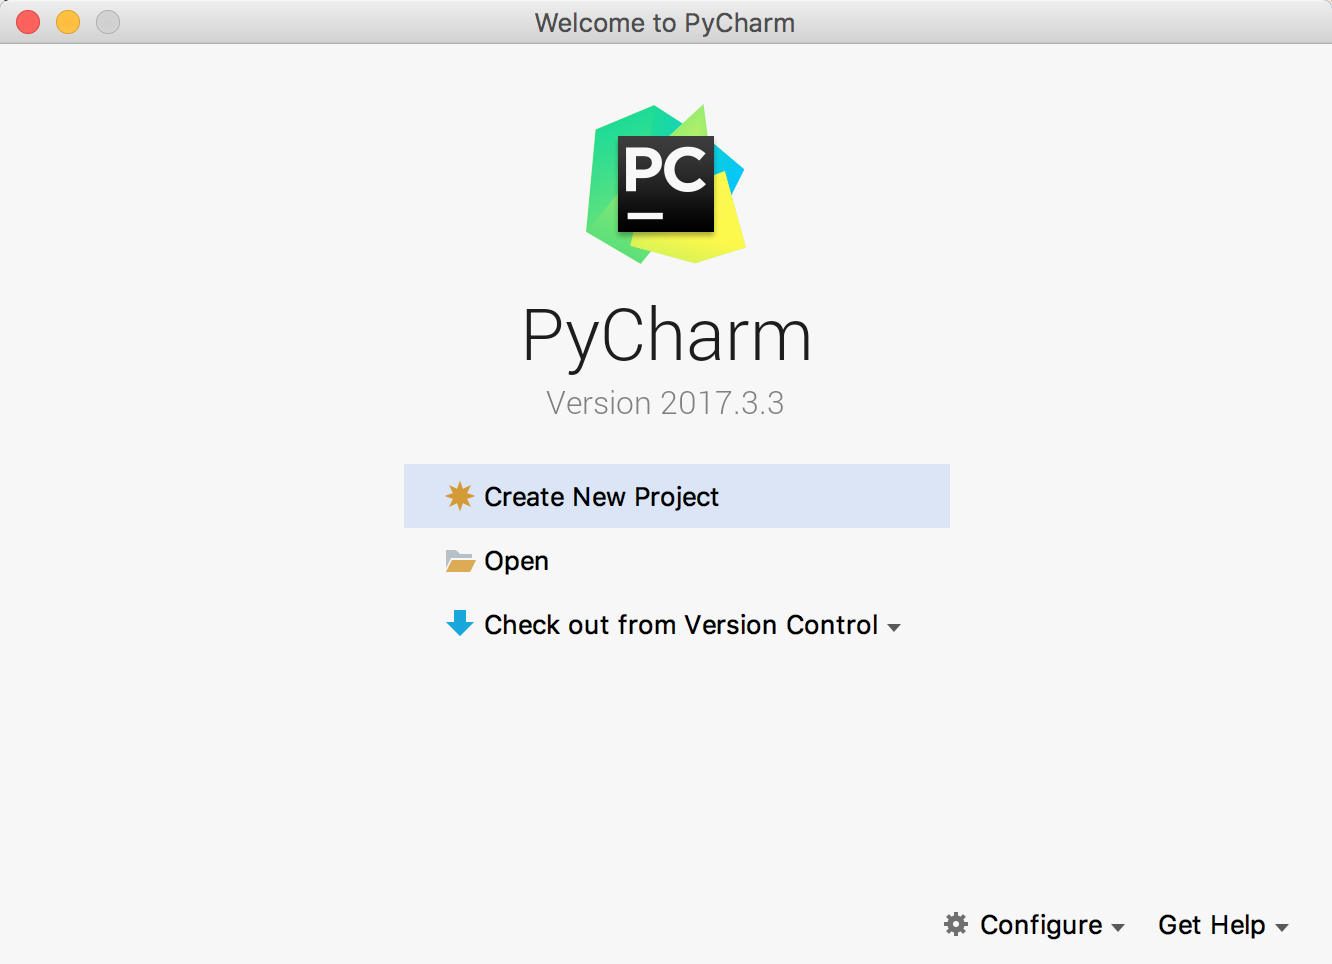 Welcome to PyCharm
PC
PyCharm
Version 2017.3.3
Create New Project
Open
Check out from Version Control
Configure Get Help